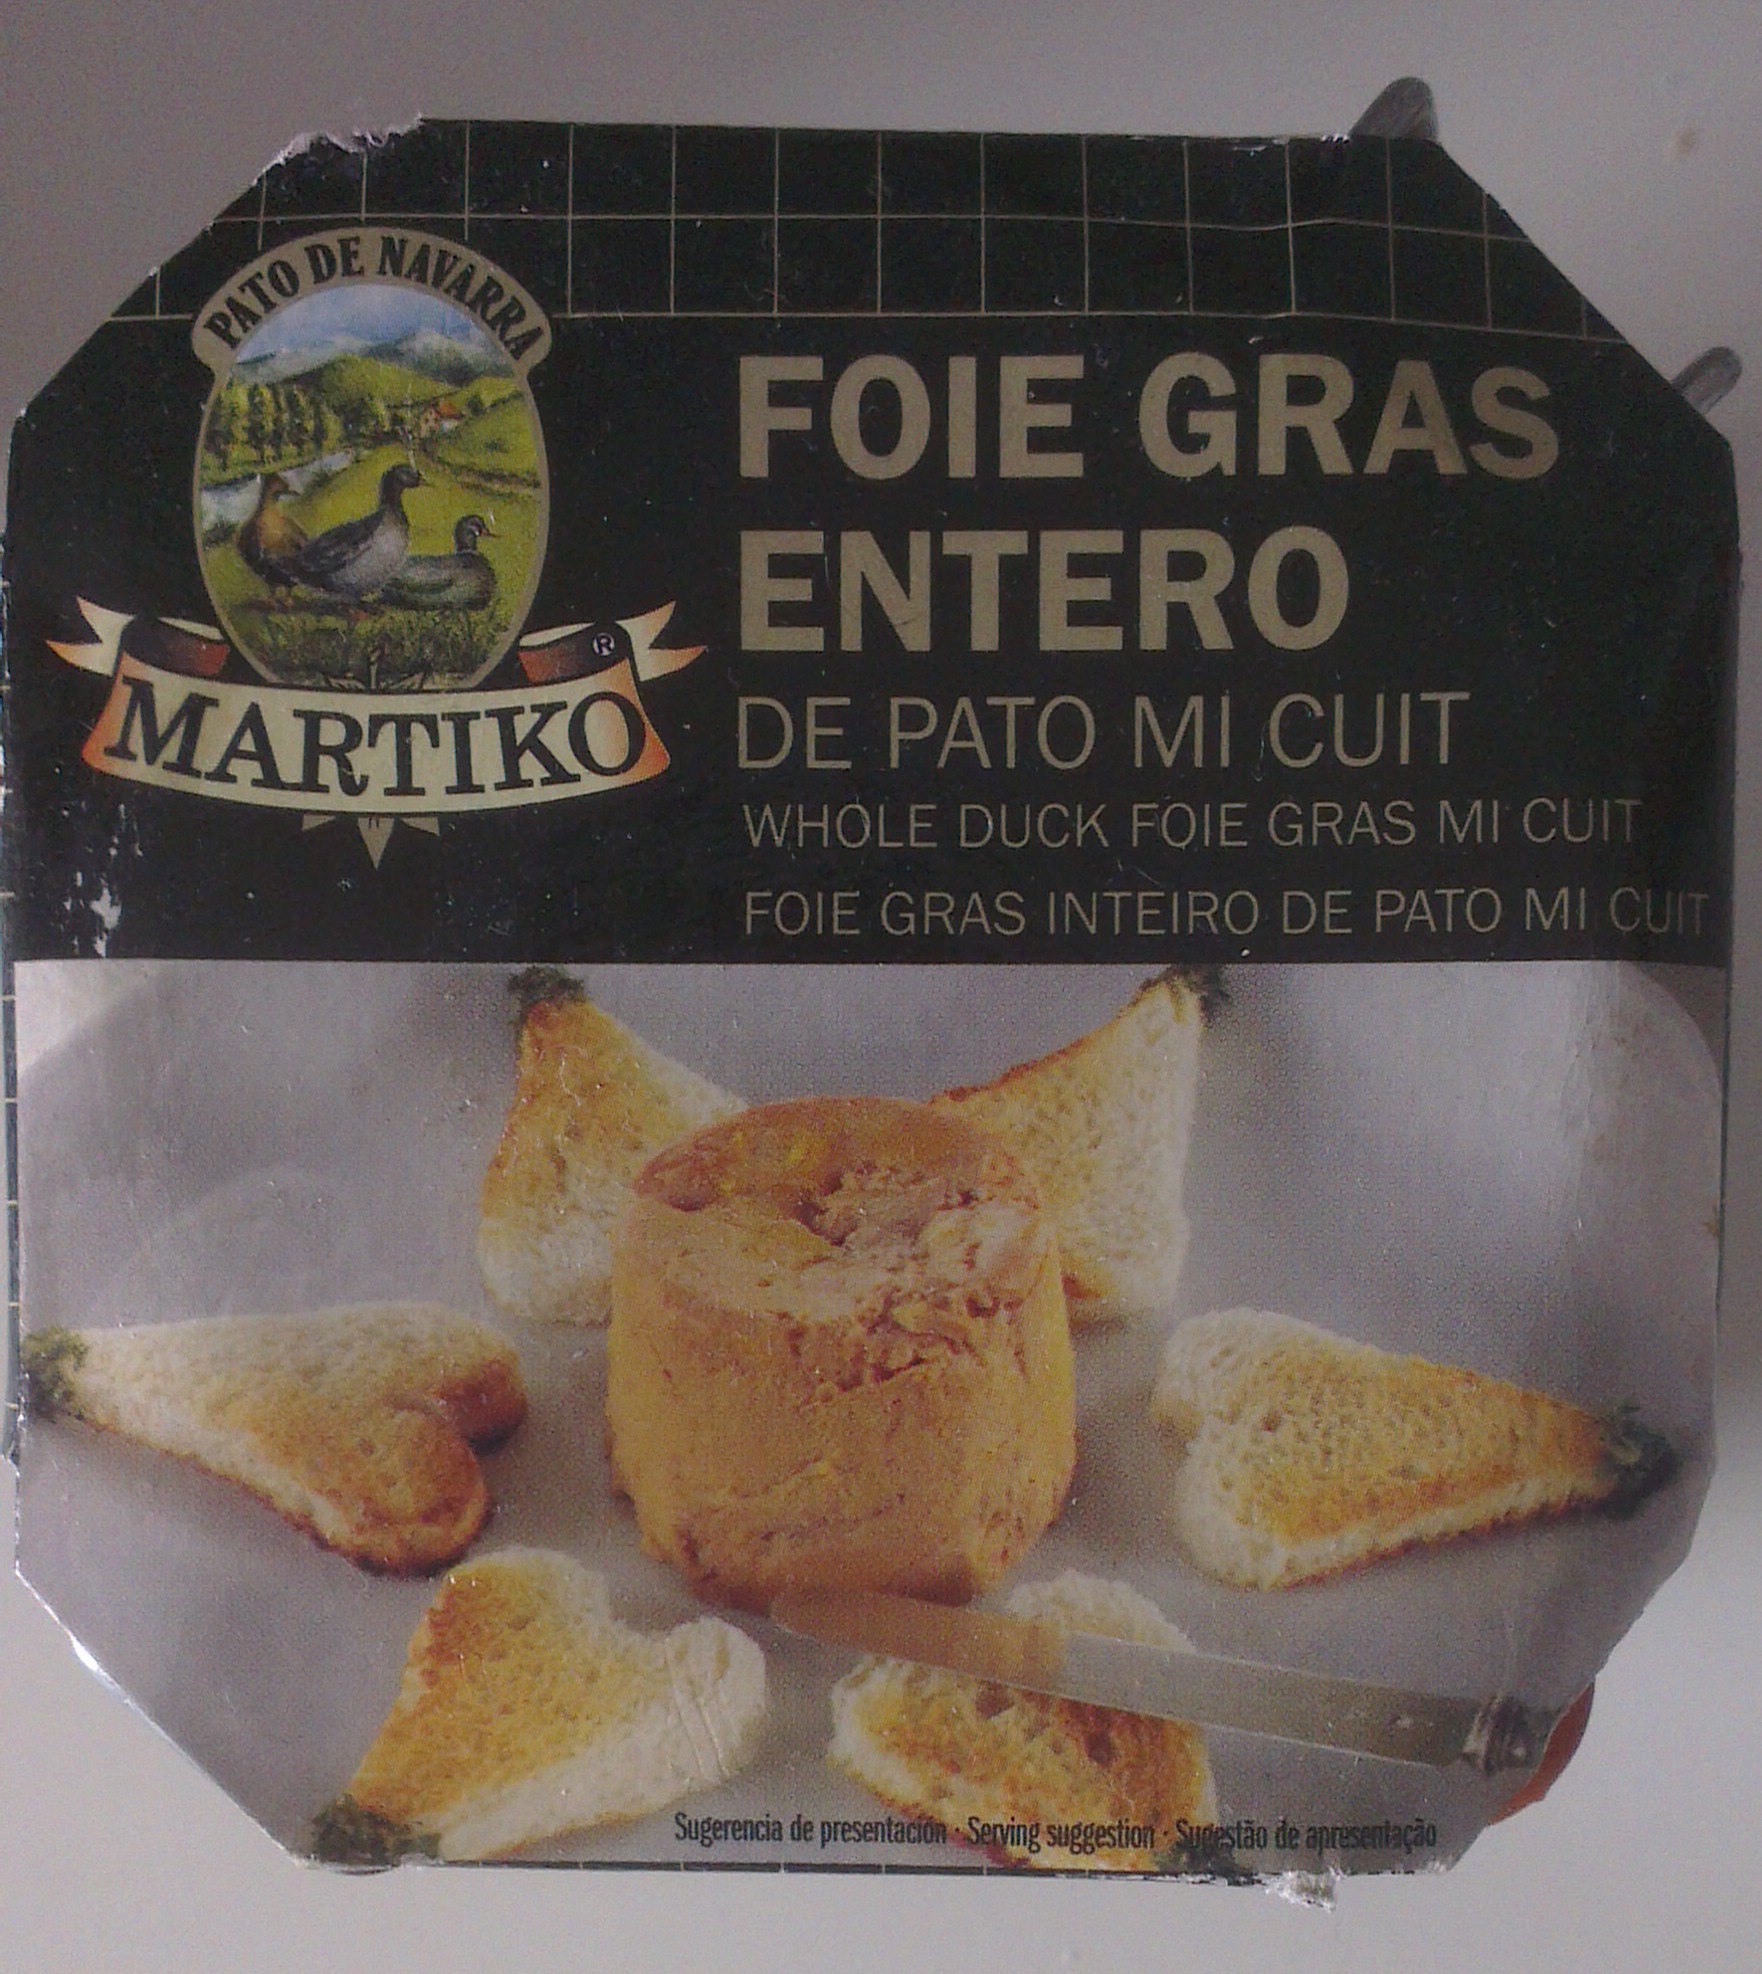 PATO DE NAVARRA
MARTIKO
®
FOIE GRAS
ENTERO
DE PATO MI CUIT
WHOLE DUCK FOIE GRAS MI CUIT
FOIE GRAS INTEIRO DE PATO MI CUIT
Sugerencia de presentación · Serving suggestion · Sugestão de apresentação